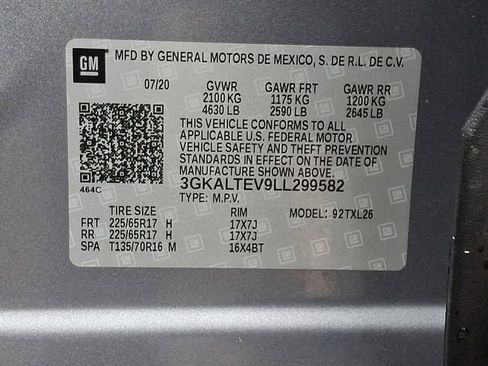 GM
MFD BY GENERAL MOTORS DE MEXICO, S. DE R.L. DE C.V.
07/20 GVWR GAWR FRT GAWR RR
2100 KG 1175 KG 1200 KG
4630 LB 2590 LB 2645 LB
THIS VEHICLE CONFORMS TO ALL
APPLICABLE U.S. FEDERAL MOTOR
VEHICLE SAFETY AND THEFT
PREVENTION STANDARDS IN
EFFECT ON THE DATE OF
MANUFACTURE SHOWN ABOVE.
464C 3GKALTEV9LL299582
TYPE: M.P.V. MODEL: 92TXL26
TIRE SIZE RIM
FRT 225/65R17 H 17X7J
RR 225/65R17 H 17X7J
SPA T135/70R16 M 16X4BT